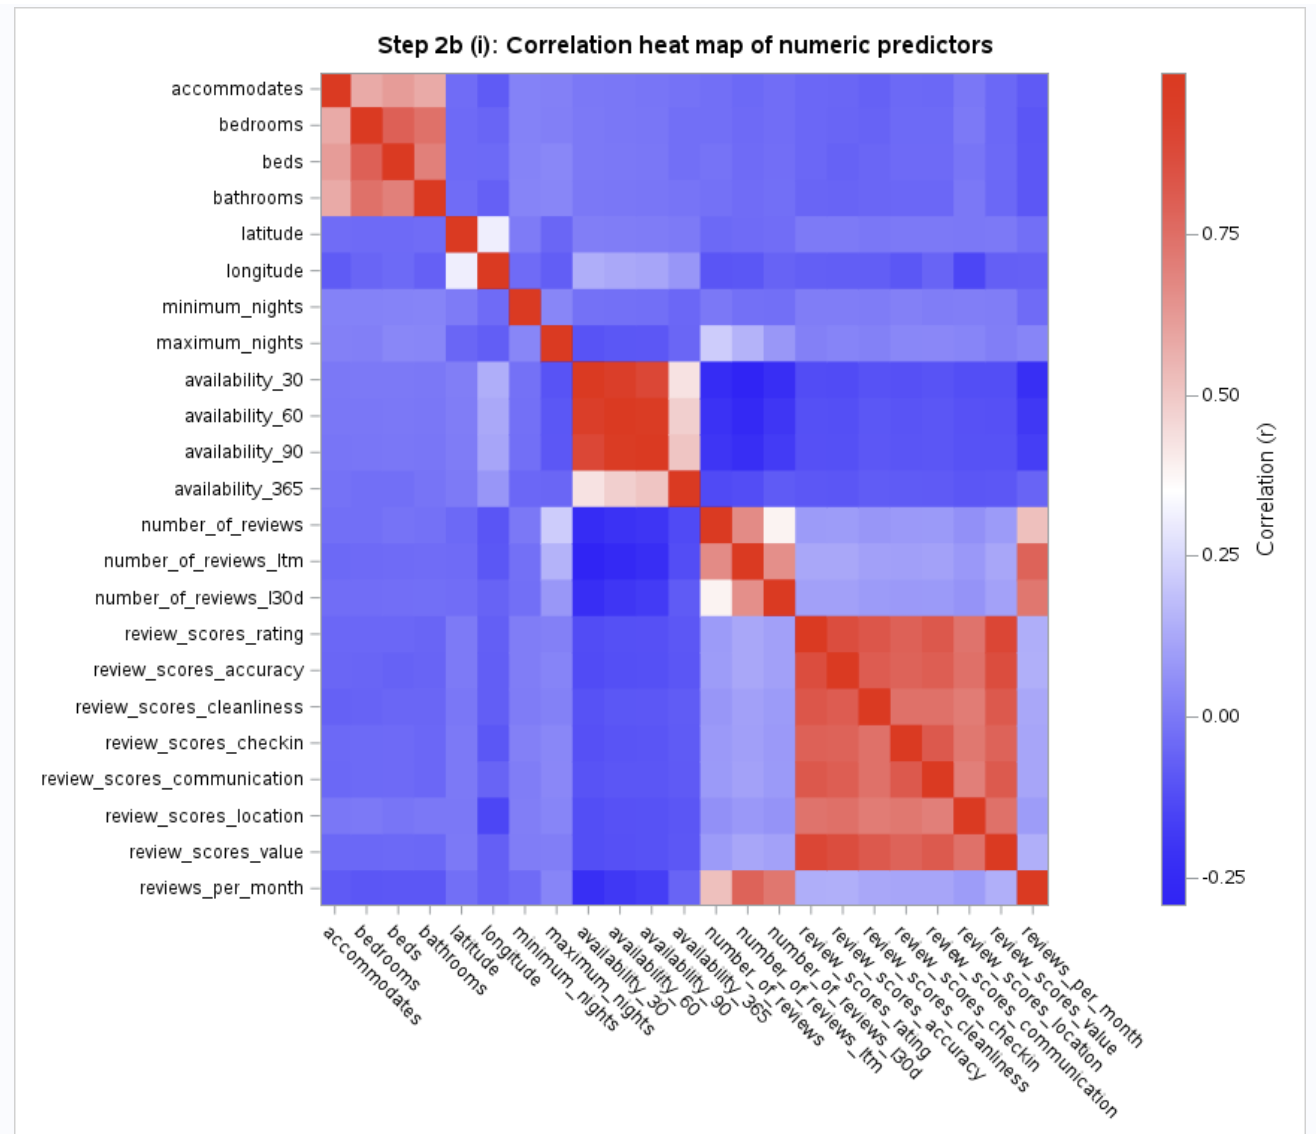 Step 2b (i): Correlation heat map of numeric predictors
accommodates
bedrooms
beds
bathrooms
latitude
longitude
minimum_nights
maximum_nights
availability_30
availability_60
availability_90
availability_365
number_of_reviews
number_of_reviews_ltm
number_of_reviews_l30d
review_scores_rating
review_scores_accuracy
review_scores_cleanliness
review_scores_checkin
review_scores_communication
review_scores_location
review_scores_value
reviews_per_month
accommodates
bedrooms
beds
bathrooms
latitude
longitude
minimum_nights
maximum_nights
availability_30
availability_60
availability_90
availability_365
number_of_reviews
number_of_reviews_ltm
number_of_reviews_l30d
review_scores_rating
review_scores_accuracy
review_scores_cleanliness
review_scores_checkin
review_scores_communication
review_scores_location
review_scores_value
reviews_per_month
0.75
0.50
0.25
0.00
-0.25
Correlation (r)